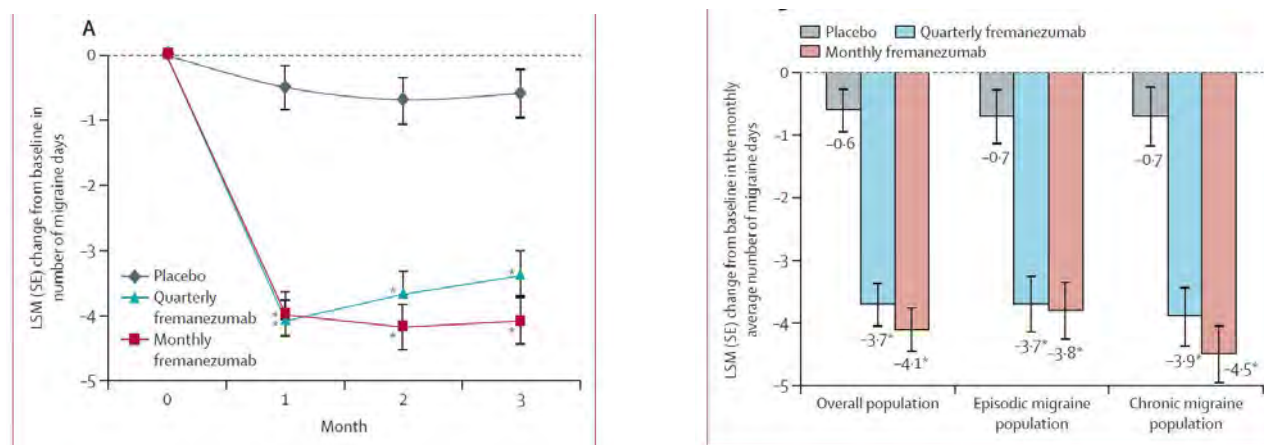 A
0
−1
−2
−3
−4
−5
LSM (SE) change from baseline in
number of migraine days
Placebo
Quarterly
fremanezumab
Monthly
fremanezumab
*
*
*
*
*
*
0
1
2
3
Month
Placebo
Quarterly fremanezumab
Monthly fremanezumab
0
−1
−2
−3
−4
−5
LSM (SE) change from baseline in the monthly
average number of migraine days
−0·6
−3·7*
−4·1*
−0·7
−3·7*
−3·8*
−0·7
−3·9*
−4·5*
Overall population
Episodic migraine
population
Chronic migraine
population